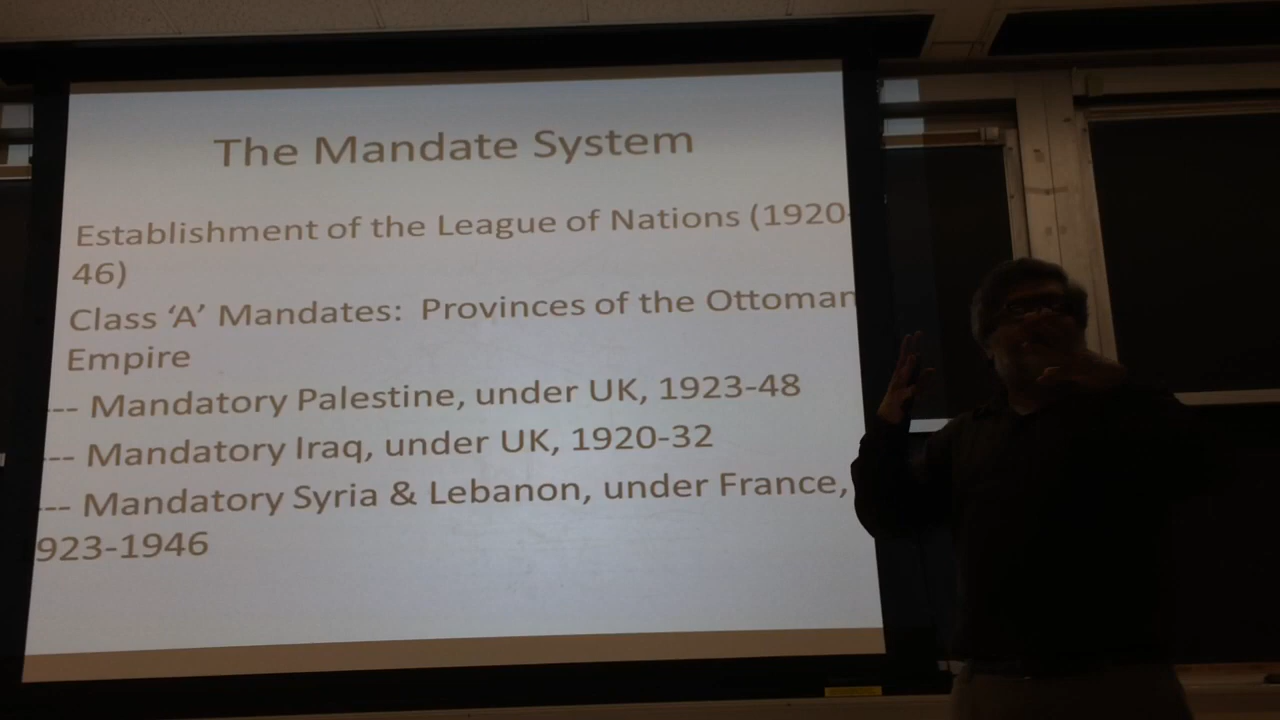 The Mandate System
Establishment of the League of Nations (1920-
46)
Class ‘A’ Mandates: Provinces of the Ottoman
Empire
--- Mandatory Palestine, under UK, 1923-48
--- Mandatory Iraq, under UK, 1920-32
--- Mandatory Syria & Lebanon, under France,
923-1946